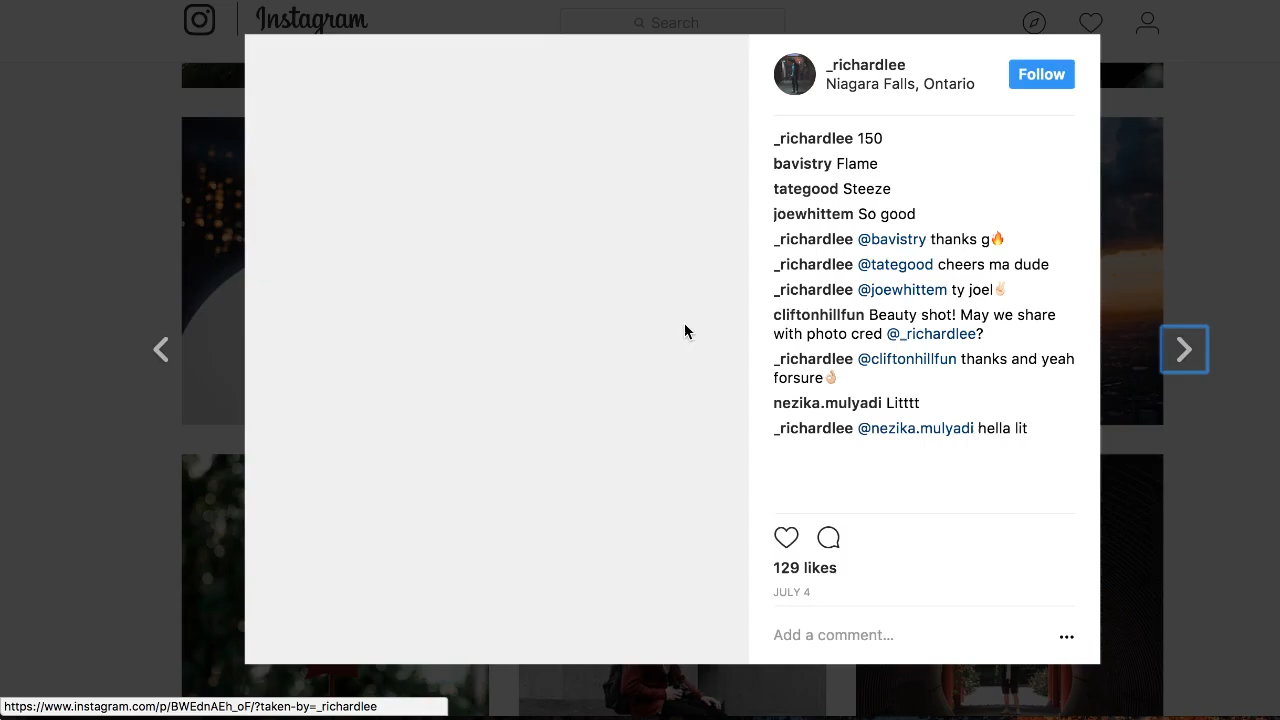 Instagram
Search
_richardlee
Niagara Falls, Ontario
Follow
_richardlee 150
bavistry Flame
tategood Steeze
joewhittem So good
_richardlee @bavistry thanks g🔥
_richardlee @tategood cheers ma dude
_richardlee @joewhittem ty joel✌🏻
cliftonhillfun Beauty shot! May we share
with photo cred @_richardlee?
_richardlee @cliftonhillfun thanks and yeah
forsure👌🏼
nezika.mulyadi Litttt
_richardlee @nezika.mulyadi hella lit
129 likes
JULY 4
Add a comment...
https://www.instagram.com/p/BWEdnAEh_oF/?taken-by=_richardlee